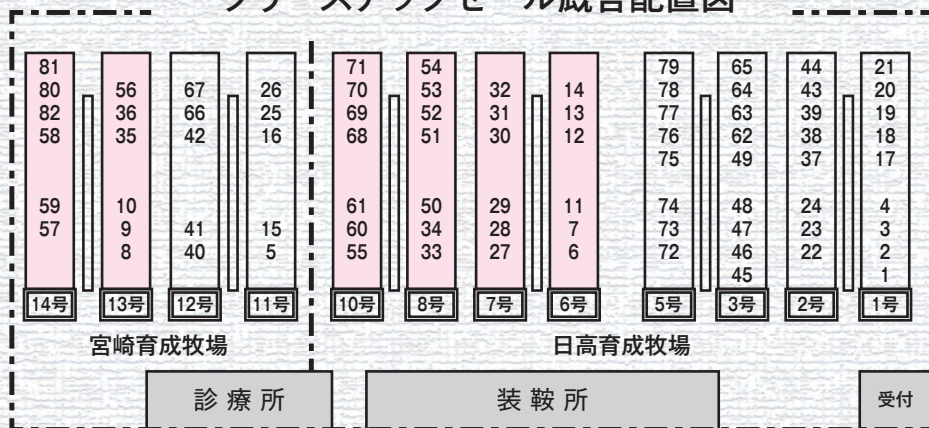 ブリーズアップセール厩舎配置図
81 71 54 79 65 44 21
80 56 67 26 70 53 32 14 78 64 43 20
82 36 66 25 69 52 31 13 77 63 39 19
58 35 42 16 68 51 30 12 76 62 38 18
75 49 37 17
59 10 61 50 29 11 74 48 24 4
57 9 41 15 60 34 28 7 73 47 23 3
8 40 5 55 33 27 6 72 46 22 2
45 1
14号 13号 12号 11号 10号 8号 7号 6号 5号 3号 2号 1号
宮崎育成牧場 日高育成牧場
診療所 装鞍所 受付